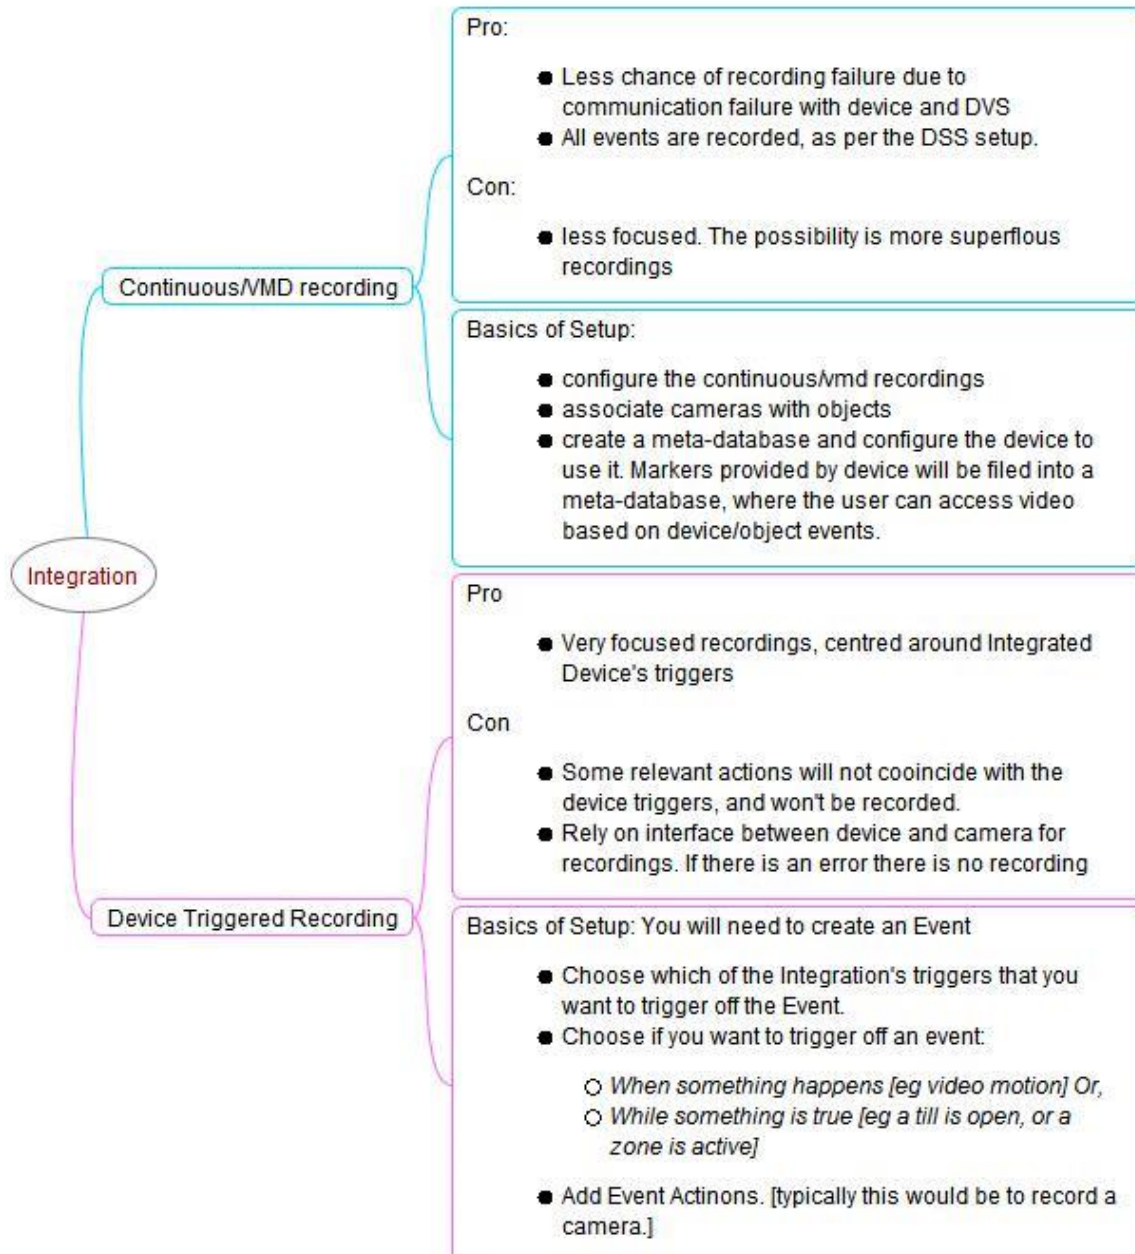 Pro:
Less chance of recording failure due to
communication failure with device and DVS
All events are recorded, as per the DSS setup.
Con:
less focused. The possibility is more superflous
recordings
Continuous/VMD recording
Basics of Setup:
configure the continuous/vmd recordings
associate cameras with objects
create a meta-database and configure the device to
use it. Markers provided by device will be filed into a
meta-database, where the user can access video
based on device/object events.
Integration
Pro
Very focused recordings, centred around Integrated
Device's triggers
Con
Some relevant actions will not cooincide with the
device triggers, and won't be recorded.
Rely on interface between device and camera for
recordings. If there is an error there is no recording
Device Triggered Recording
Basics of Setup: You will need to create an Event
Choose which of the Integration's triggers that you
want to trigger off the Event.
Choose if you want to trigger off an event:
When something happens [eg video motion] Or,
While something is true [eg a till is open, or a
zone is active]
Add Event Actinons. [typically this would be to record a
camera.]